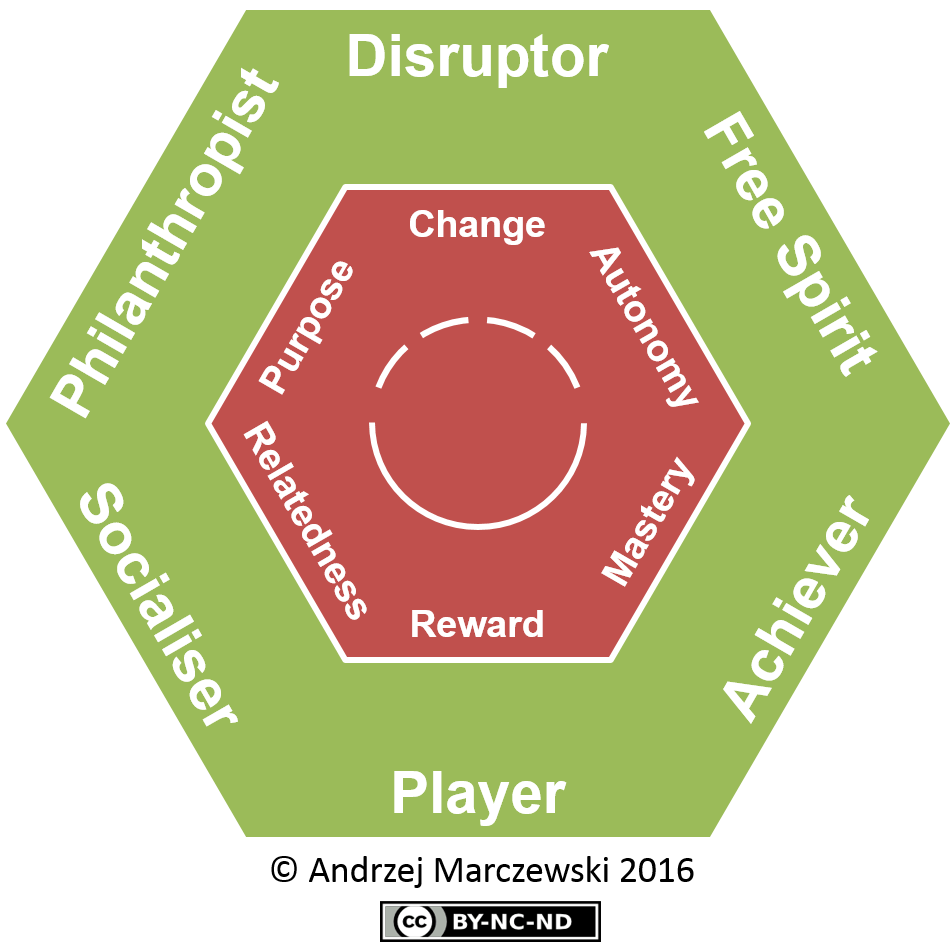 Disruptor
Philanthropist
Free Spirit
Change
Purpose
Autonomy
Relatedness
Mastery
Reward
Socialiser
Achiever
Player
© Andrzej Marczewski 2016
cc BY-NC-ND